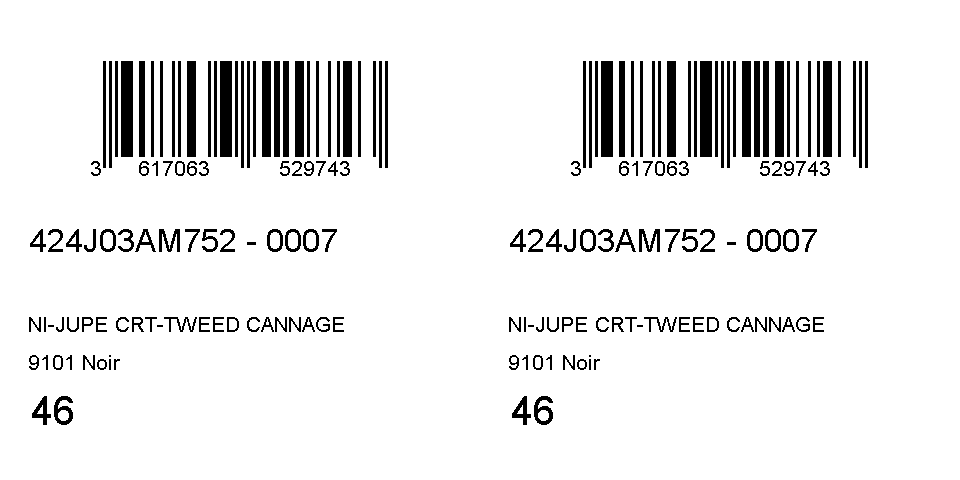 3 617063 529743
424J03AM752 - 0007
NI-JUPE CRT-TWEED CANNAGE
9101 Noir
46
3 617063 529743
424J03AM752 - 0007
NI-JUPE CRT-TWEED CANNAGE
9101 Noir
46